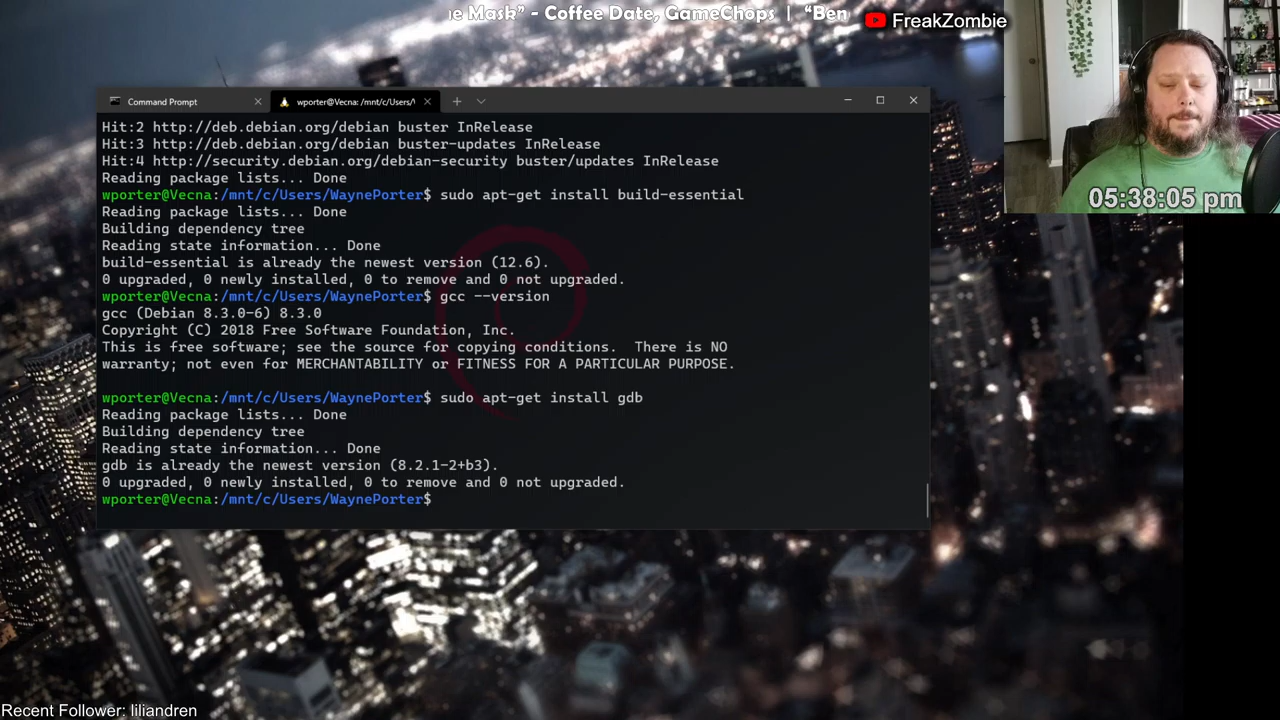 e Mask” - Coffee Date, GameChops | “Ben
FreakZombie
05:38:05 pm
Command Prompt
wporter@Vecna: /mnt/c/Users/
Hit:2 http://deb.debian.org/debian buster InRelease
Hit:3 http://deb.debian.org/debian buster-updates InRelease
Hit:4 http://security.debian.org/debian-security buster/updates InRelease
Reading package lists... Done
wporter@Vecna:/mnt/c/Users/WaynePorter$ sudo apt-get install build-essential
Reading package lists... Done
Building dependency tree
Reading state information... Done
build-essential is already the newest version (12.6).
0 upgraded, 0 newly installed, 0 to remove and 0 not upgraded.
wporter@Vecna:/mnt/c/Users/WaynePorter$ gcc --version
gcc (Debian 8.3.0-6) 8.3.0
Copyright (C) 2018 Free Software Foundation, Inc.
This is free software; see the source for copying conditions.  There is NO
warranty; not even for MERCHANTABILITY or FITNESS FOR A PARTICULAR PURPOSE.
wporter@Vecna:/mnt/c/Users/WaynePorter$ sudo apt-get install gdb
Reading package lists... Done
Building dependency tree
Reading state information... Done
gdb is already the newest version (8.2.1-2+b3).
0 upgraded, 0 newly installed, 0 to remove and 0 not upgraded.
wporter@Vecna:/mnt/c/Users/WaynePorter$
Recent Follower: liliandren